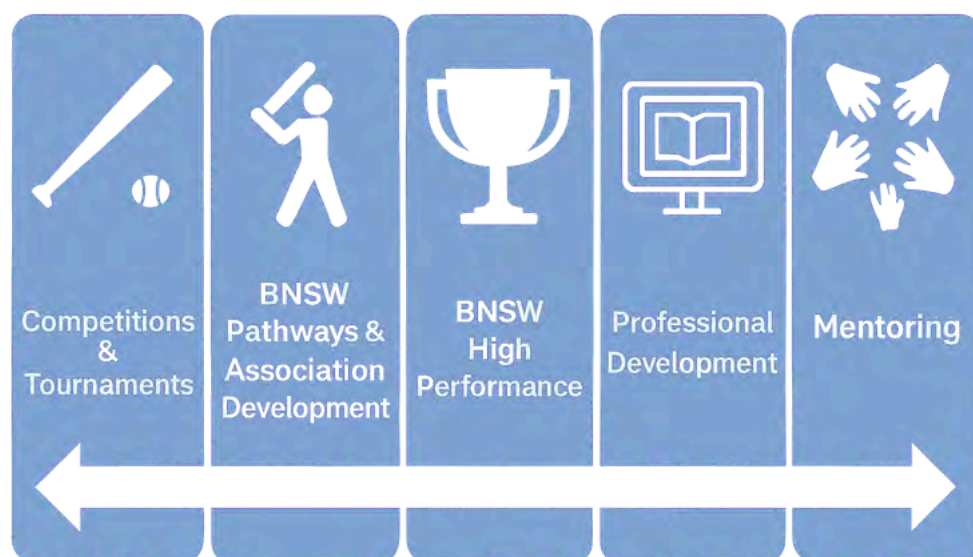 Competitions
&
Tournaments
BNSW
Pathways &
Association
Development
BNSW
High
Performance
Professional
Development
Mentoring